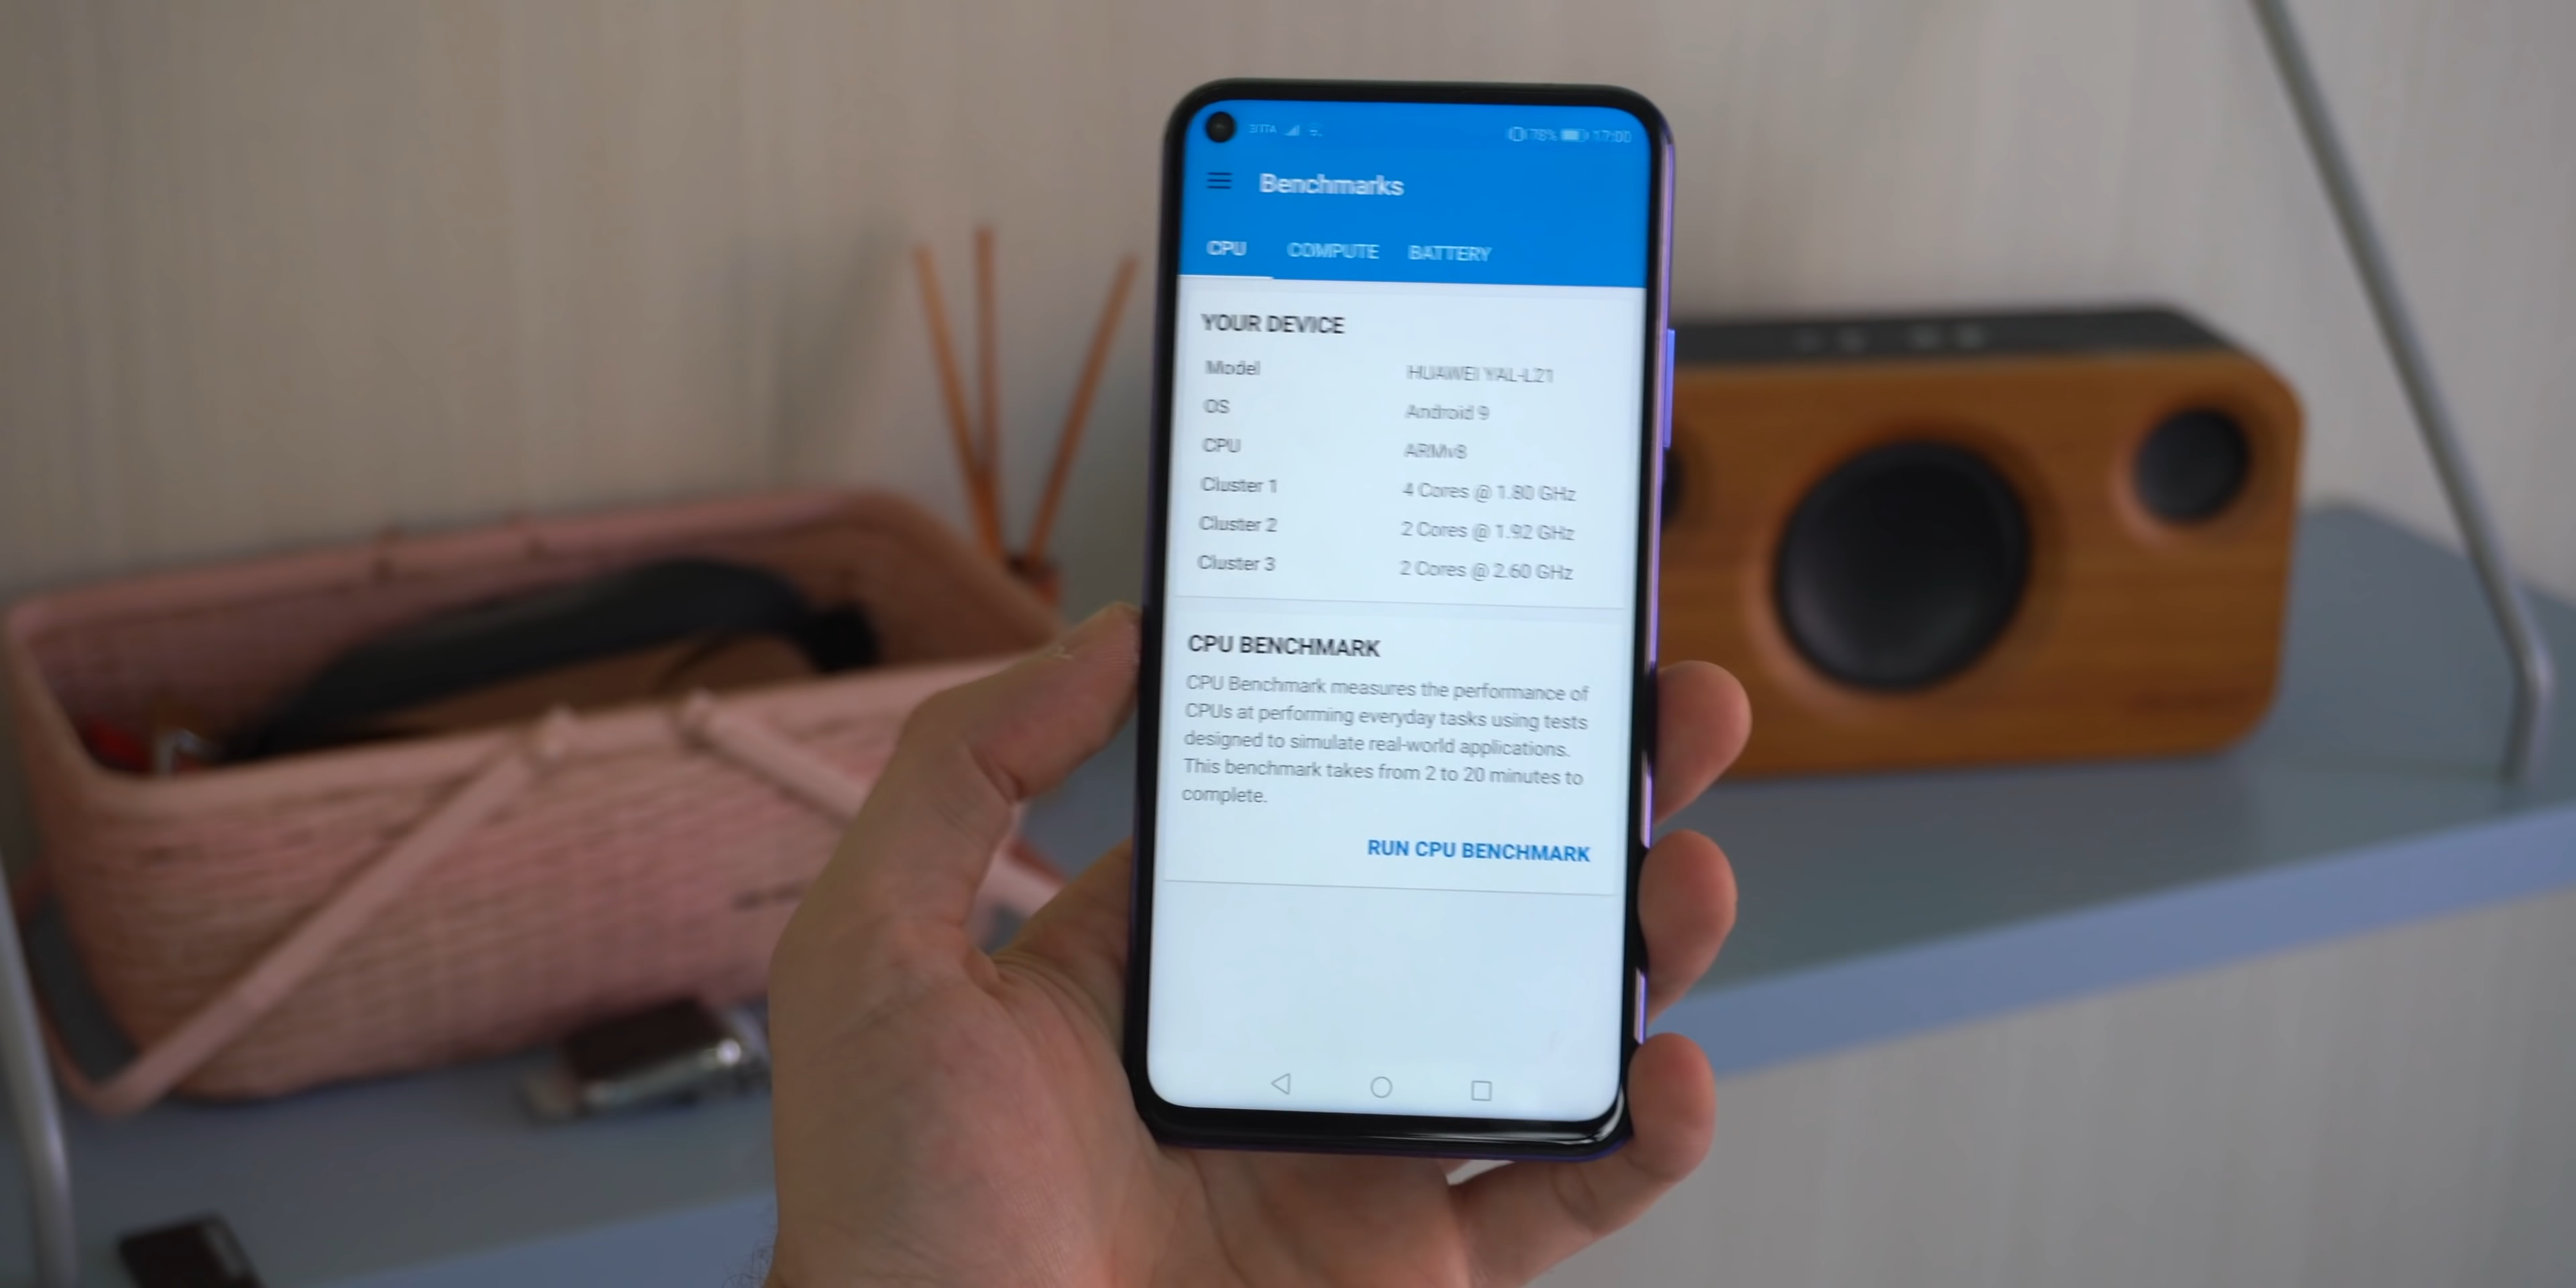 78% 17:00
Benchmarks
CPU COMPUTE BATTERY
YOUR DEVICE
Model HUAWEI YAL-L21
OS Android 9
CPU ARMv8
Cluster 1 4 Cores @ 1.80 GHz
Cluster 2 2 Cores @ 1.92 GHz
Cluster 3 2 Cores @ 2.60 GHz
CPU BENCHMARK
CPU Benchmark measures the performance of
CPUs at performing everyday tasks using tests
designed to simulate real-world applications.
This benchmark takes from 2 to 20 minutes to
complete.
RUN CPU BENCHMARK